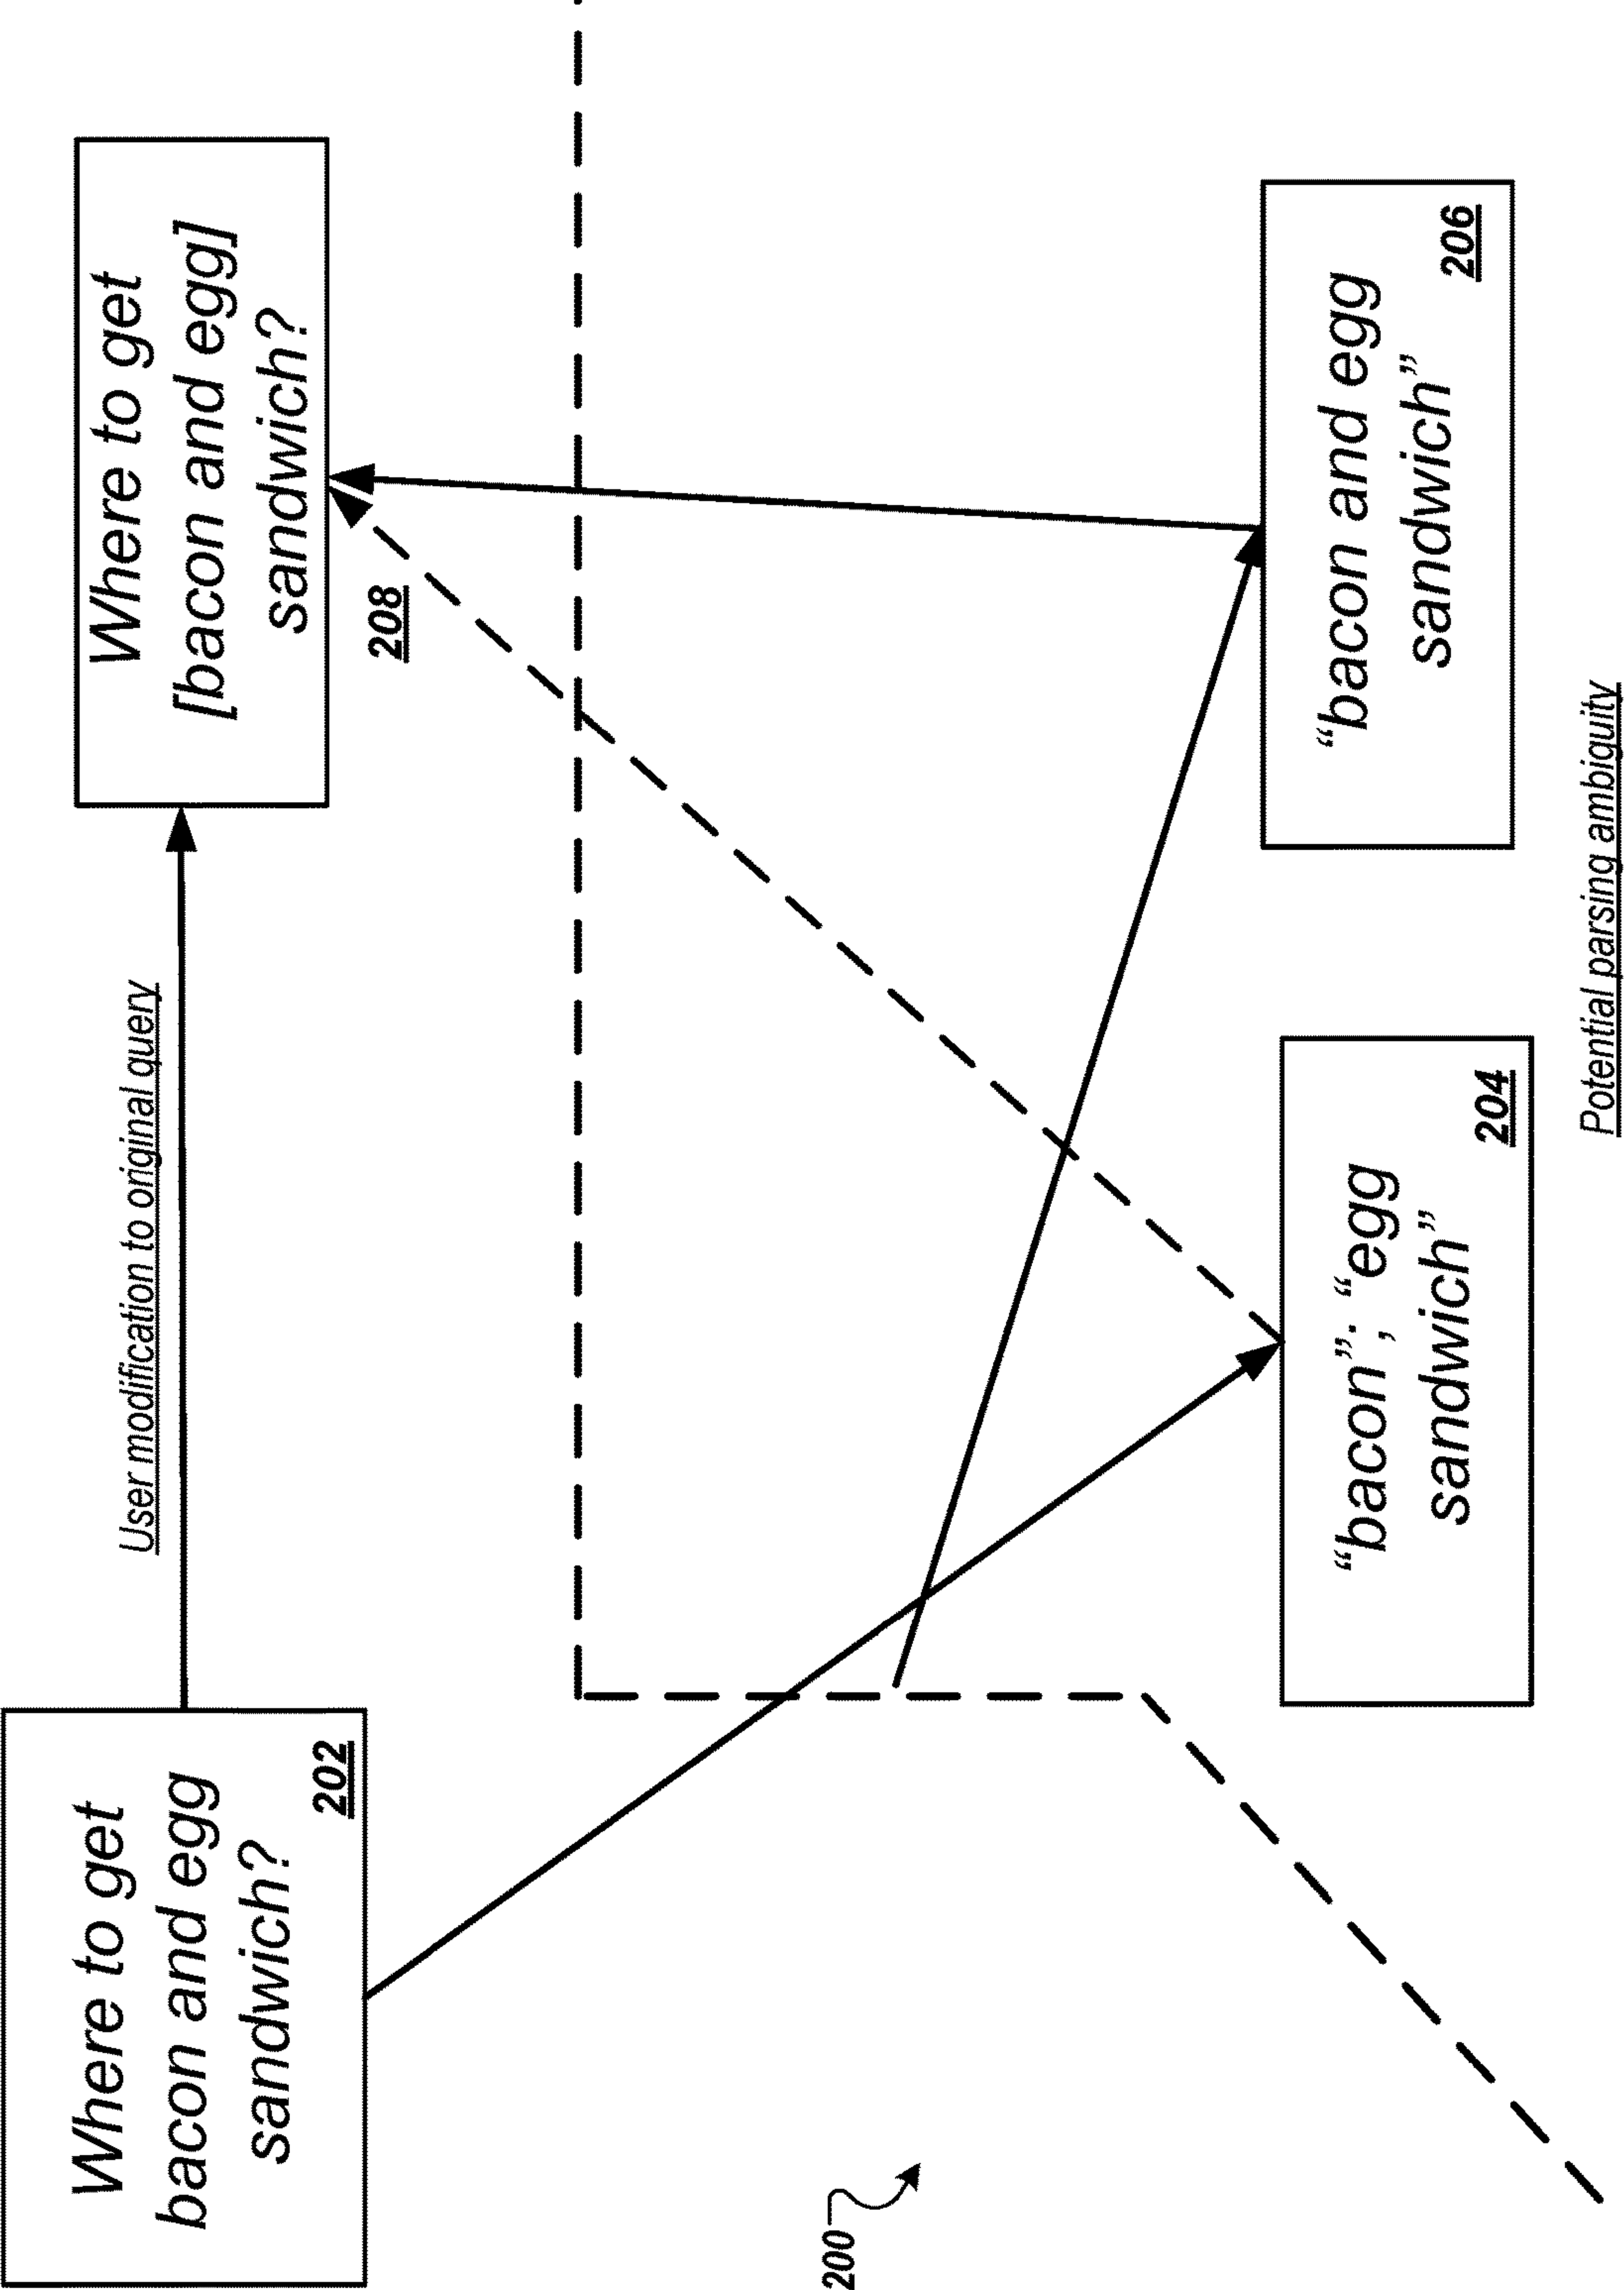 200
Where to get
bacon and egg
sandwich?
202
User modification to original query
Where to get
[bacon and egg]
sandwich?
208
“bacon”; “egg
sandwich”
204
“bacon and egg
sandwich”
206
Potential parsing ambiguity